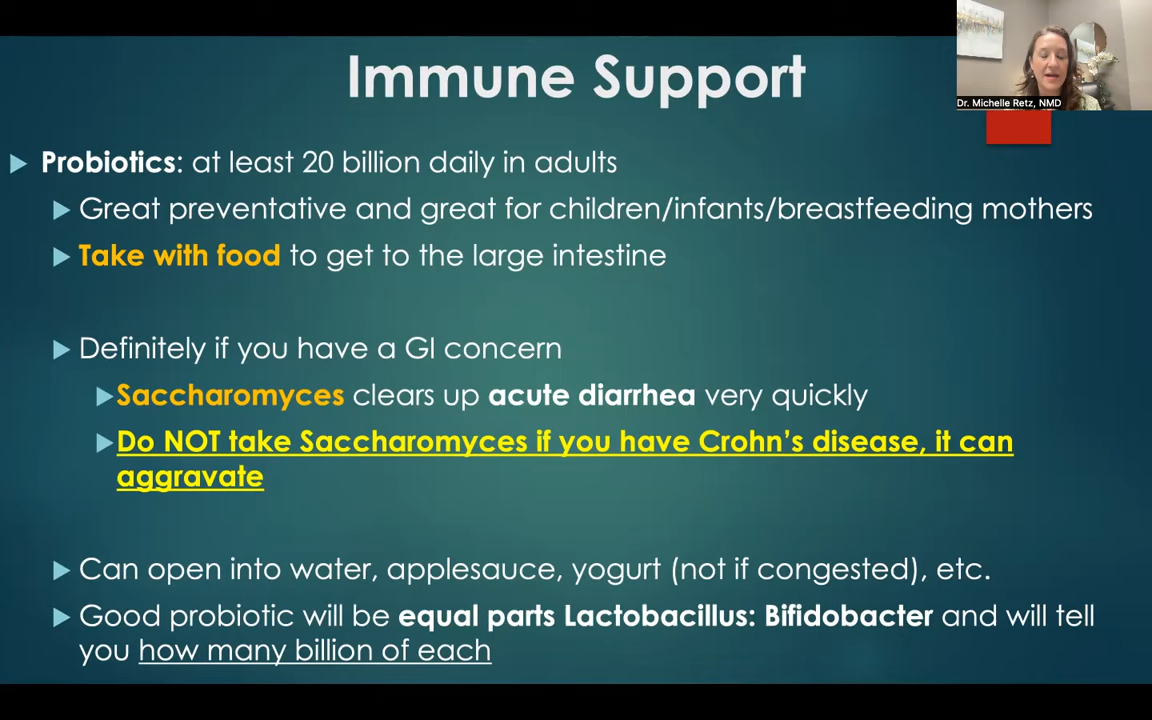 Immune Support
Dr. Michelle Retz, NMD
Probiotics: at least 20 billion daily in adults
Great preventative and great for children/infants/breastfeeding mothers
Take with food to get to the large intestine
Definitely if you have a GI concern
Saccharomyces clears up acute diarrhea very quickly
Do NOT take Saccharomyces if you have Crohn's disease, it can
aggravate
Can open into water, applesauce, yogurt (not if congested), etc.
Good probiotic will be equal parts Lactobacillus: Bifidobacter and will tell
you how many billion of each